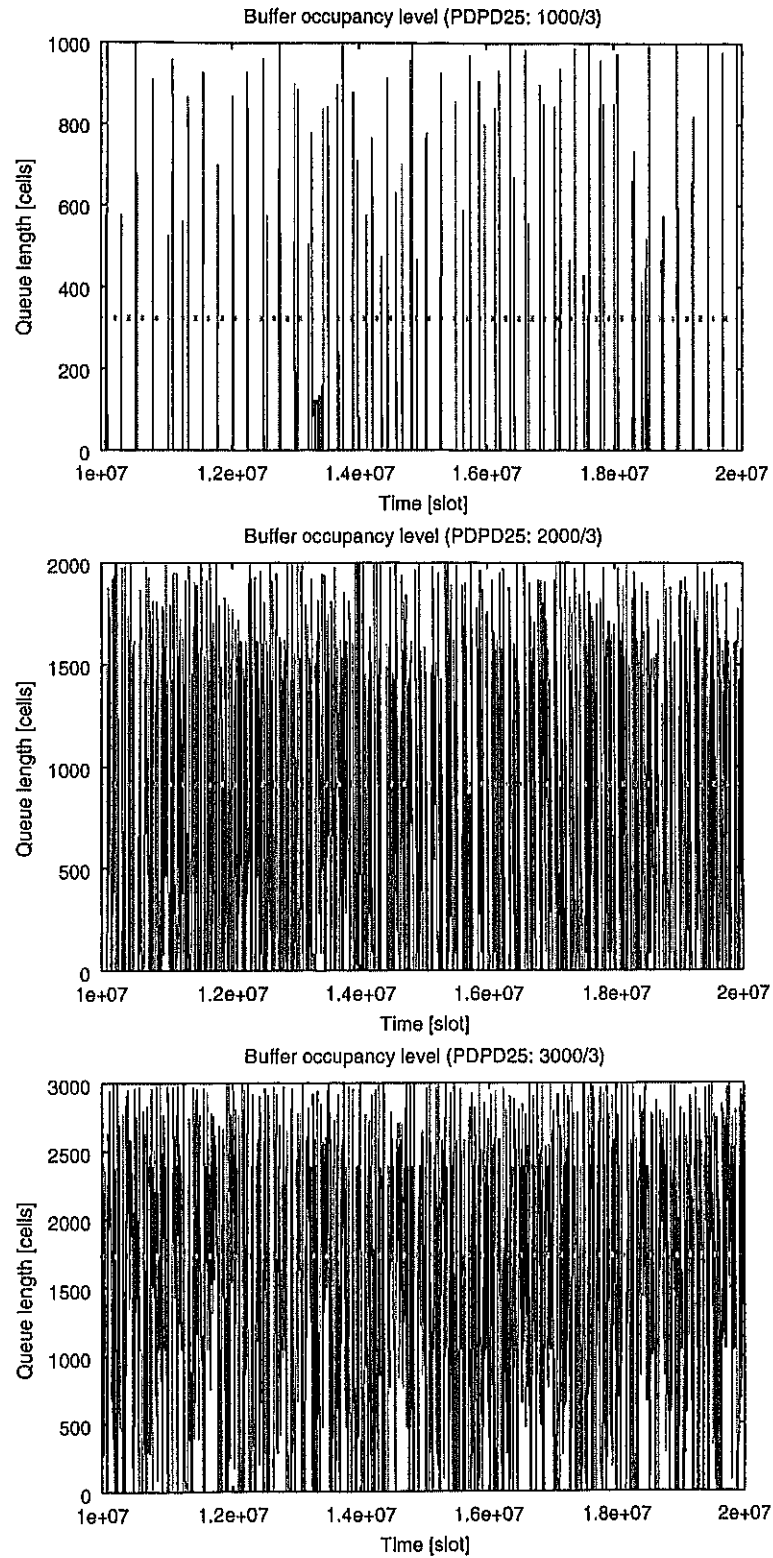 Buffer occupancy level (PDPD25: 1000/3)
1000
800
600
400
200
0
Queue length [cells]
1e+07 1.2e+07 1.4e+07 1.6e+07 1.8e+07 2e+07
Time [slot]
Buffer occupancy level (PDPD25: 2000/3)
2000
1500
1000
500
0
Queue length [cells]
1e+07 1.2e+07 1.4e+07 1.6e+07 1.8e+07 2e+07
Time [slot]
Buffer occupancy level (PDPD25: 3000/3)
3000
2500
2000
1500
1000
500
0
Queue length [cells]
1e+07 1.2e+07 1.4e+07 1.6e+07 1.8e+07 2e+07
Time [slot]